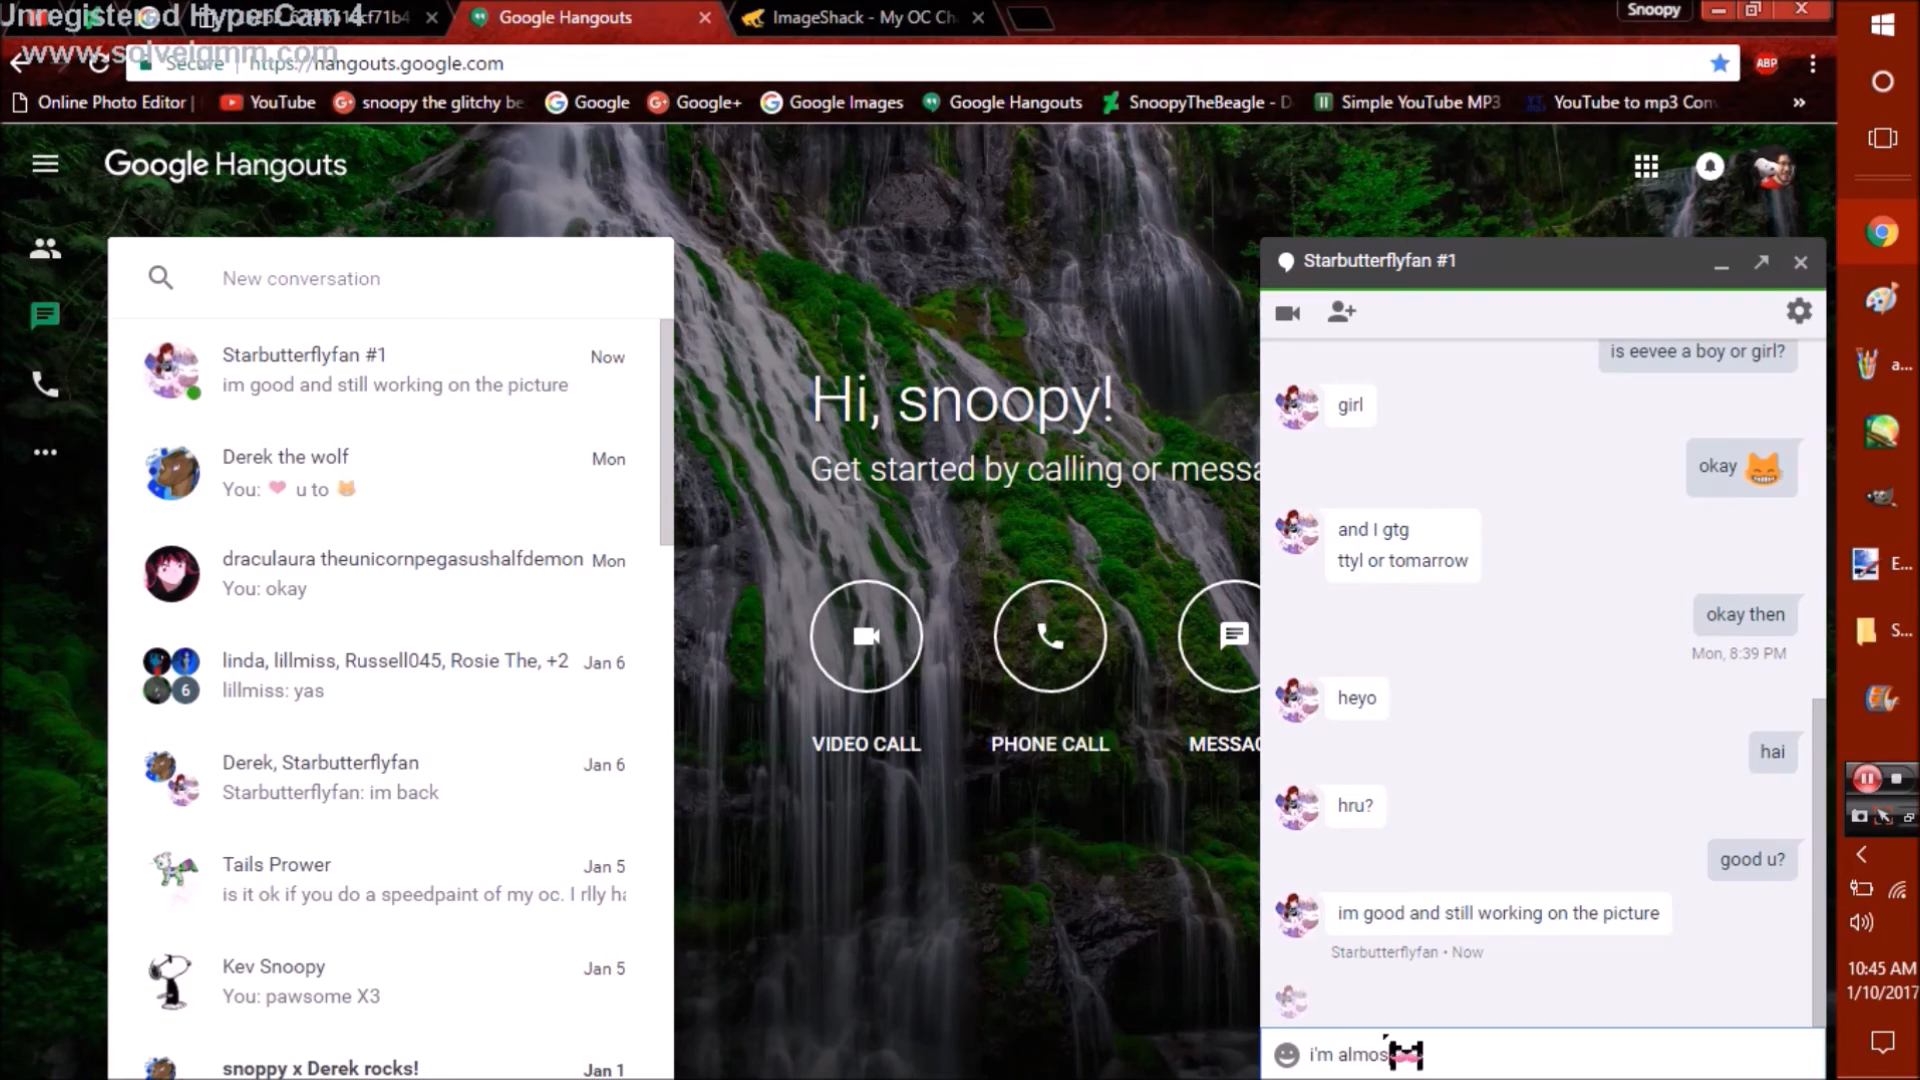 Unregistered HyperCam 4
www.solveigmm.com
Google Hangouts
ImageShack - My OC Ch
Snoopy
Secure | https://hangouts.google.com
ABP
Online Photo Editor |
YouTube
snoopy the glitchy be
Google
Google+
Google Images
Google Hangouts
SnoopyTheBeagle - D
Simple YouTube MP3
YouTube to mp3 Con
»
Google Hangouts
New conversation
Starbutterflyfan #1
Now
im good and still working on the picture
Derek the wolf
Mon
You: ❤ u to 😸
draculaura theunicornpegasushalfdemon
Mon
You: okay
linda, lillmiss, Russell045, Rosie The, +2
Jan 6
6
lillmiss: yas
Derek, Starbutterflyfan
Jan 6
Starbutterflyfan: im back
Tails Prower
Jan 5
is it ok if you do a speedpaint of my oc. I rlly ha
Kev Snoopy
Jan 5
You: pawsome X3
snoppy x Derek rocks!
Jan 1
Hi, snoopy!
Get started by calling or messa
VIDEO CALL
PHONE CALL
MESSAG
Starbutterflyfan #1
is eevee a boy or girl?
girl
okay 😸
and I gtg
ttyl or tomarrow
okay then
Mon, 8:39 PM
heyo
hai
hru?
good u?
im good and still working on the picture
Starbutterflyfan • Now
i'm almos
a...
E...
S...
10:45 AM
1/10/2017